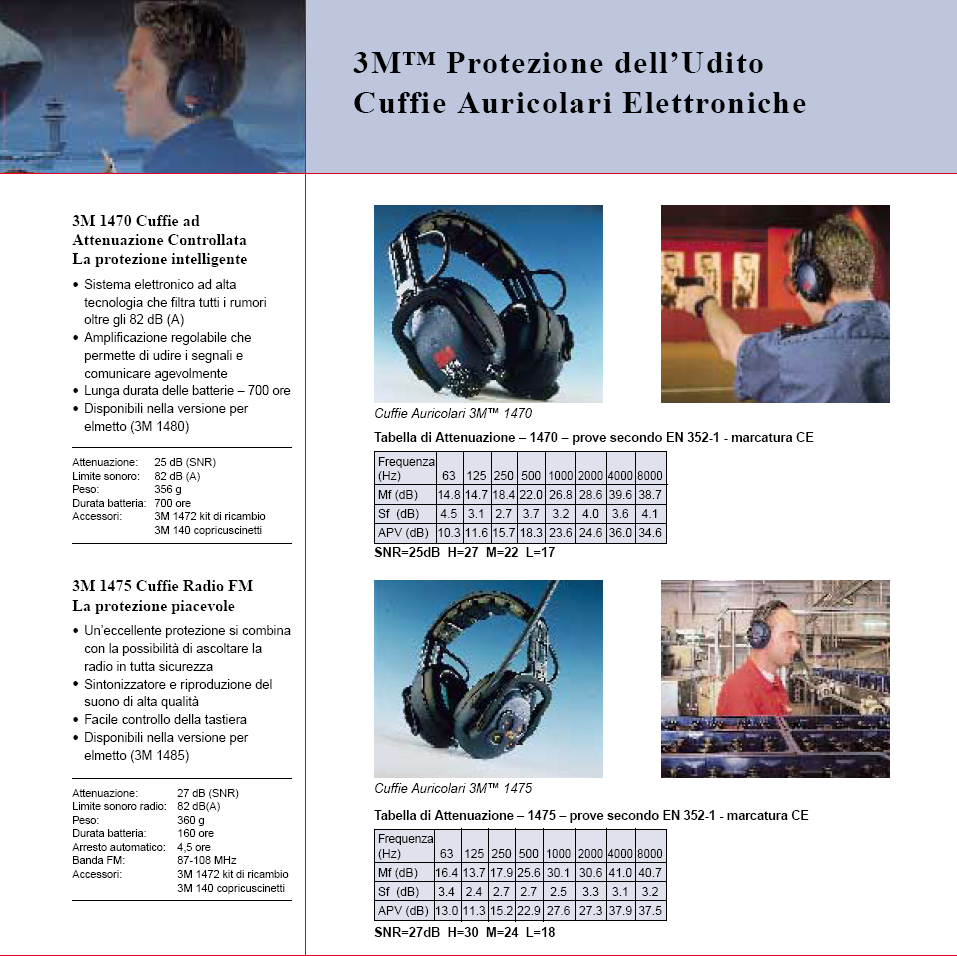 3M™ Protezione dell'Udito
Cuffie Auricolari Elettroniche
3M 1470 Cuffie ad
Attenuazione Controllata
La protezione intelligente
• Sistema elettronico ad alta
tecnologia che filtra tutti i rumori
oltre gli 82 dB (A)
• Amplificazione regolabile che
permette di udire i segnali e
comunicare agevolmente
• Lunga durata delle batterie – 700 ore
• Disponibili nella versione per
elmetto (3M 1480)
Attenuazione: 25 dB (SNR)
Limite sonoro: 82 dB (A)
Peso: 356 g
Durata batteria: 700 ore
Accessori: 3M 1472 kit di ricambio
3M 140 copricuscinetti
3M 1475 Cuffie Radio FM
La protezione piacevole
• Un'eccellente protezione si combina
con la possibilità di ascoltare la
radio in tutta sicurezza
• Sintonizzatore e riproduzione del
suono di alta qualità
• Facile controllo della tastiera
• Disponibili nella versione per
elmetto (3M 1485)
Attenuazione: 27 dB (SNR)
Limite sonoro radio: 82 dB(A)
Peso: 360 g
Durata batteria: 160 ore
Arresto automatico: 4,5 ore
Banda FM: 87-108 MHz
Accessori: 3M 1472 kit di ricambio
3M 140 copricuscinetti
3M
Cuffie Auricolari 3M™ 1470
Tabella di Attenuazione – 1470 – prove secondo EN 352-1 - marcatura CE
Frequenza
(Hz) 63 125 250 500 1000 2000 4000 8000
Mf (dB) 14.8 14.7 18.4 22.0 26.8 28.6 39.6 38.7
Sf (dB) 4.5 3.1 2.7 3.7 3.2 4.0 3.6 4.1
APV (dB) 10.3 11.6 15.7 18.3 23.6 24.6 36.0 34.6
SNR=25dB H=27 M=22 L=17
Cuffie Auricolari 3M™ 1475
Tabella di Attenuazione – 1475 – prove secondo EN 352-1 - marcatura CE
Frequenza
(Hz) 63 125 250 500 1000 2000 4000 8000
Mf (dB) 16.4 13.7 17.9 25.6 30.1 30.6 41.0 40.7
Sf (dB) 3.4 2.4 2.7 2.7 2.5 3.3 3.1 3.2
APV (dB) 13.0 11.3 15.2 22.9 27.6 27.3 37.9 37.5
SNR=27dB H=30 M=24 L=18